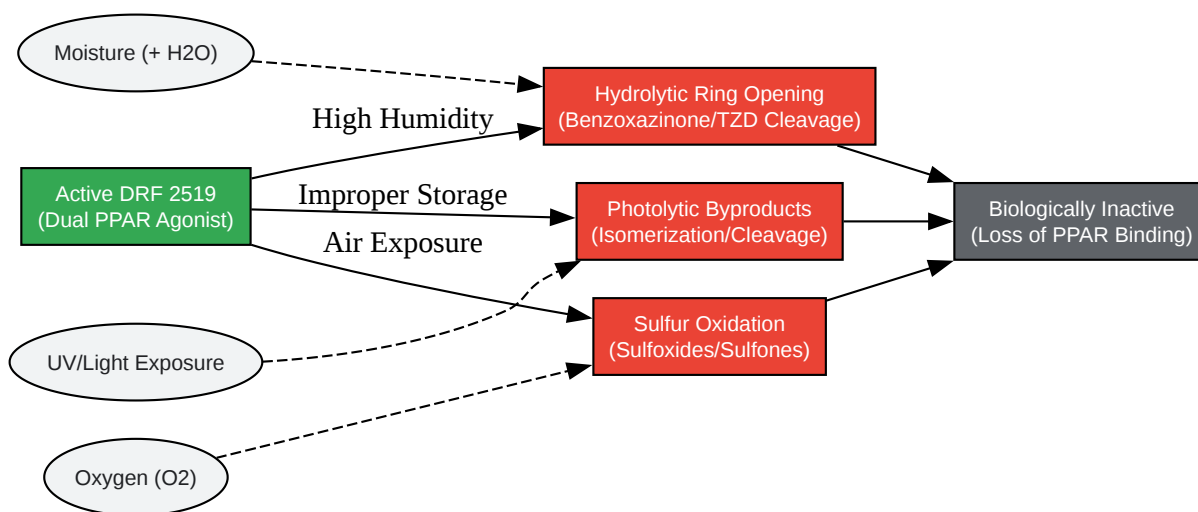 Moisture (+ H2O)
Hydrolytic Ring Opening
(Benzoxazinone/TZD Cleavage)
High Humidity
Active DRF 2519
(Dual PPAR Agonist)
Improper Storage
Photolytic Byproducts
(Isomerization/Cleavage)
Biologically Inactive
(Loss of PPAR Binding)
Air Exposure
Sulfur Oxidation
(Sulfoxides/Sulfones)
UV/Light Exposure
Oxygen (O2)